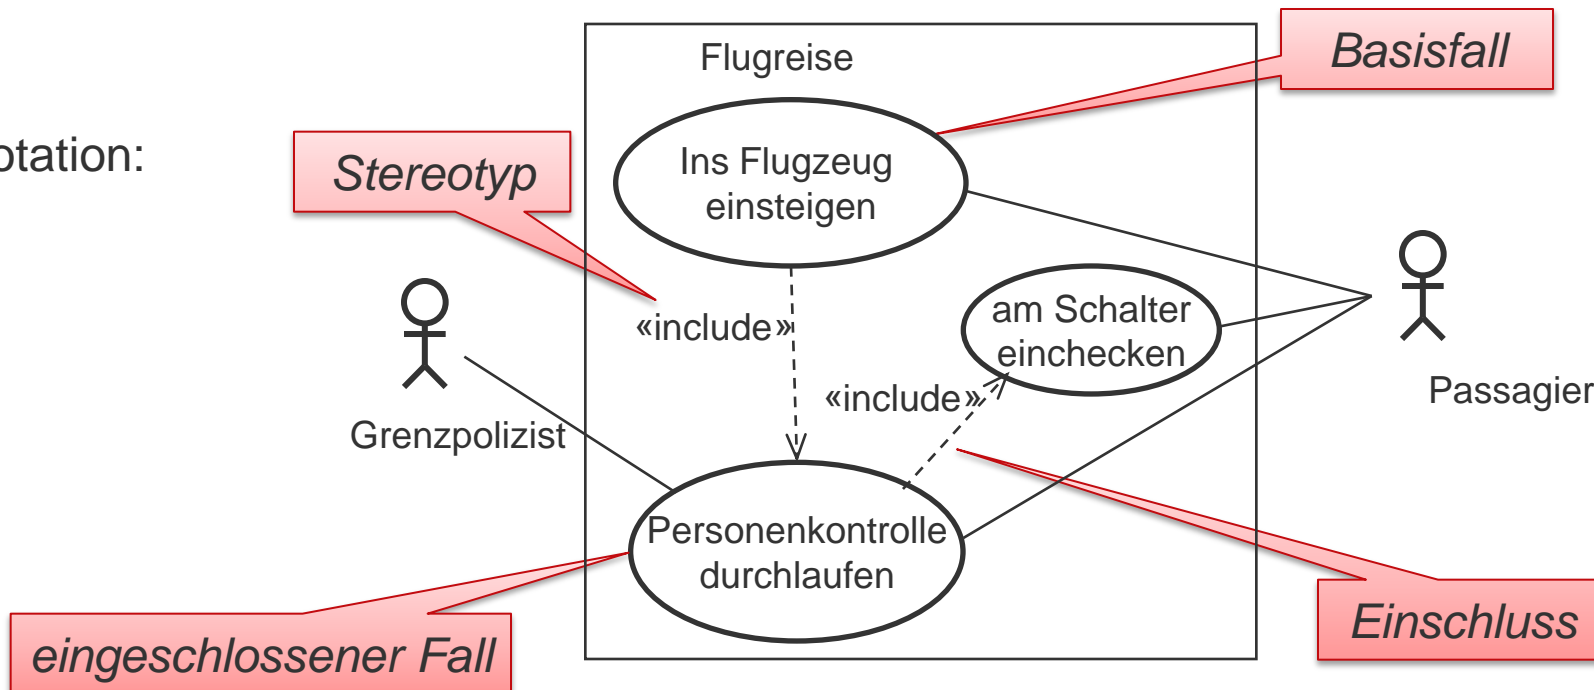 Flugreise
Basisfall
otation:
Stereotyp
Ins Flugzeug
einsteigen
«include»
am Schalter
einchecken
«include»
Passagier
Grenzpolizist
Personenkontrolle
durchlaufen
Einschluss
eingeschlossener Fall